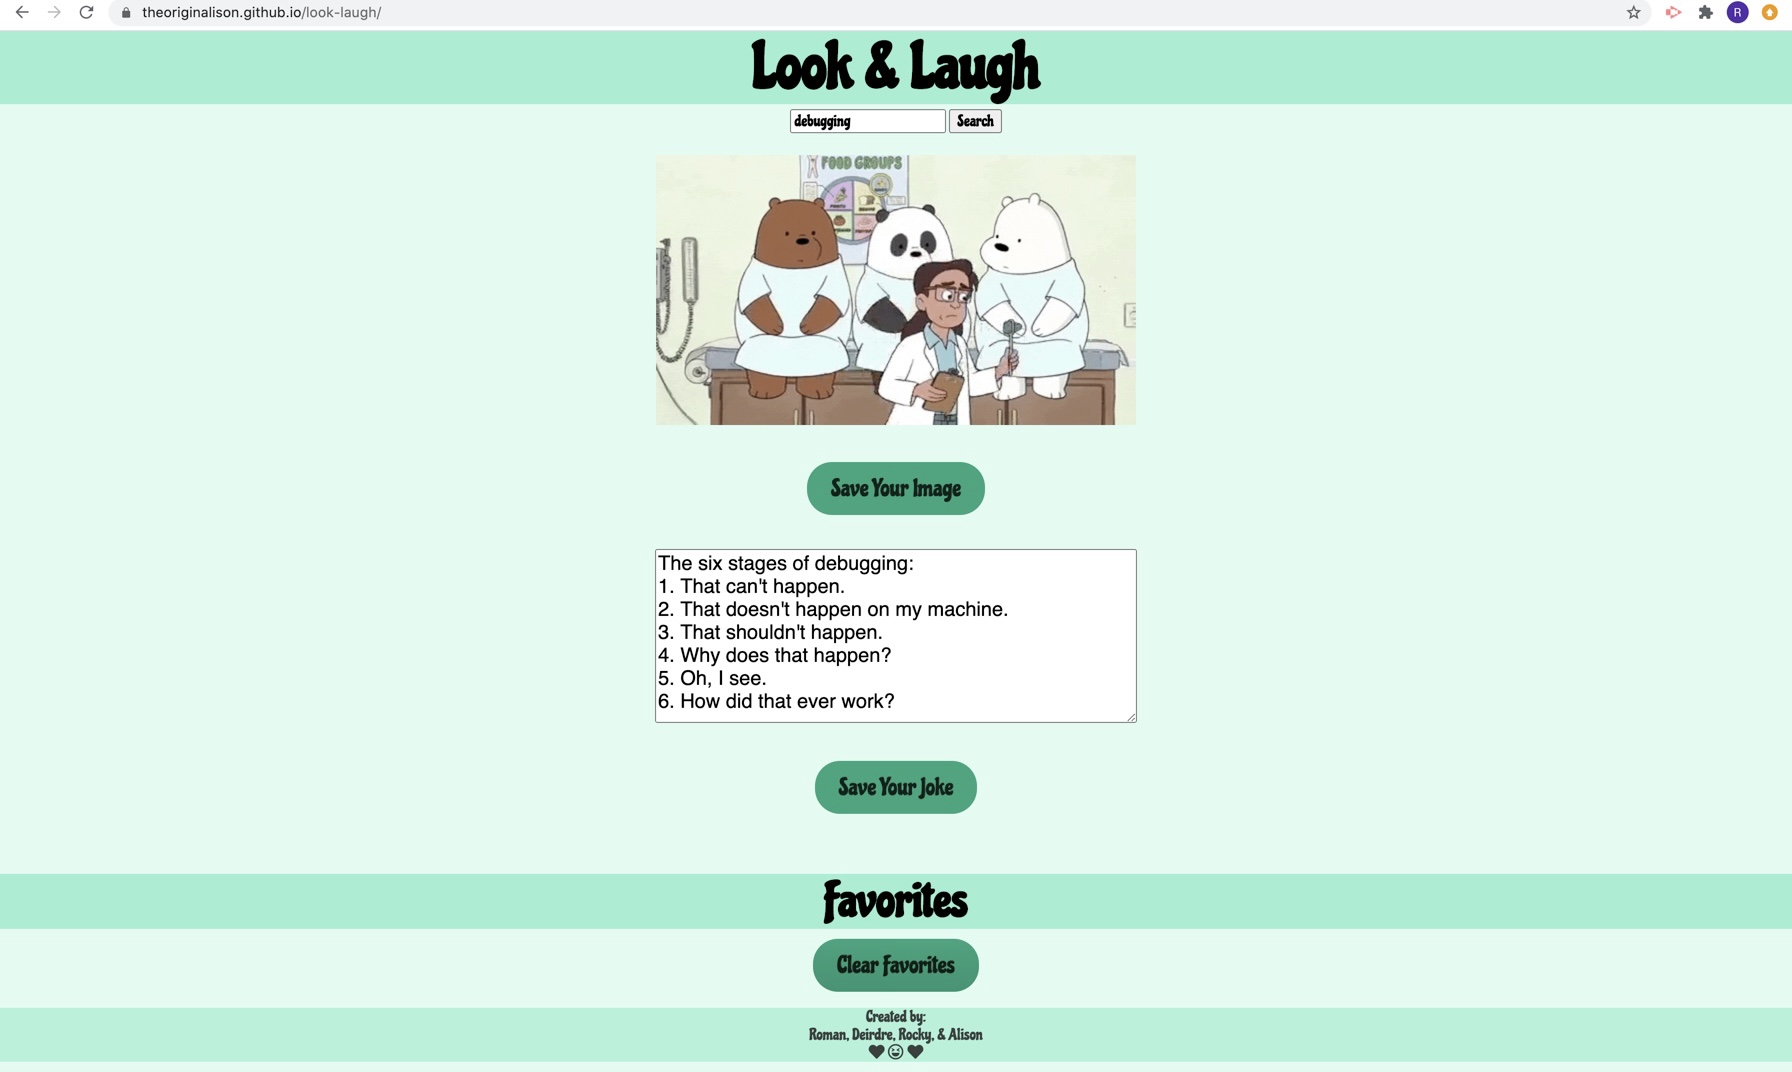 theoriginalison.github.io/look-laugh/
R
Look & Laugh
debugging Search
FOOD GROUPS
Save Your Image
The six stages of debugging:
1. That can't happen.
2. That doesn't happen on my machine.
3. That shouldn't happen.
4. Why does that happen?
5. Oh, I see.
6. How did that ever work?
Save Your Joke
Favorites
Clear Favorites
Created by:
Roman, Deirdre, Rocky, & Alison